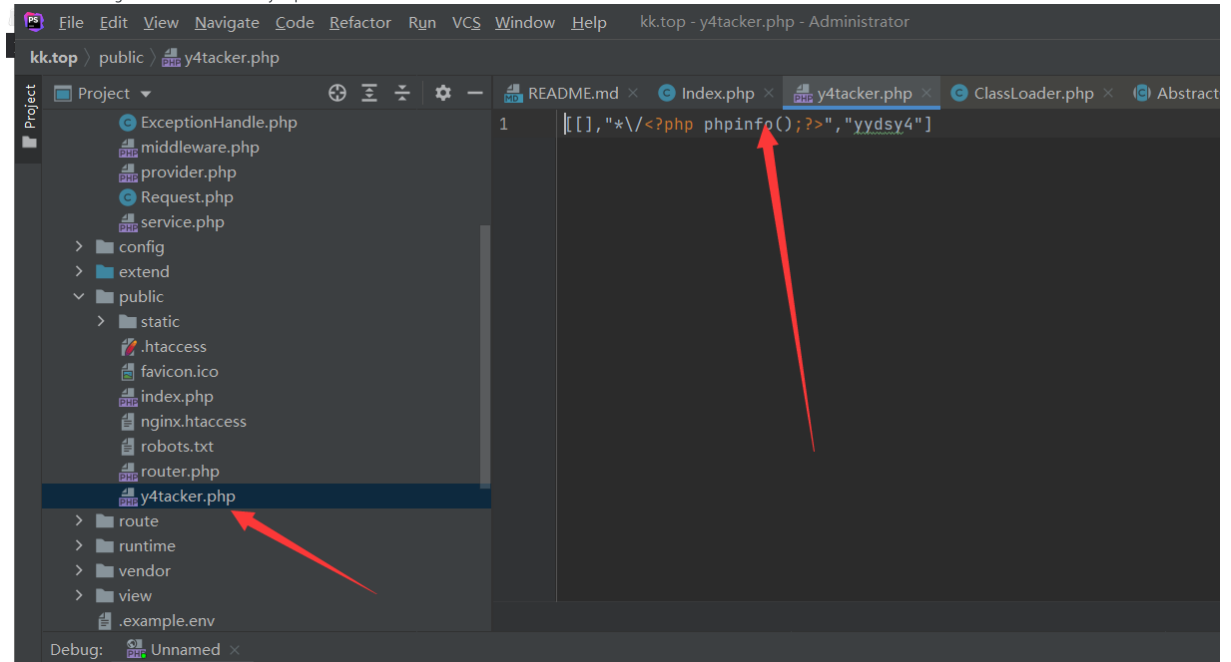 File Edit View Navigate Code Refactor Run VCS Window Help kk.top - y4tacker.php - Administrator
kk.top 〉 public 〉 y4tacker.php
Project
Project
README.md Index.php y4tacker.php ClassLoader.php Abstract
1 [[],"*\/<?php phpinfo();?>","yydsy4"]
ExceptionHandle.php
middleware.php
provider.php
Request.php
service.php
config
extend
public
static
.htaccess
favicon.ico
index.php
nginx.htaccess
robots.txt
router.php
y4tacker.php
route
runtime
vendor
view
.example.env
Debug: Unnamed